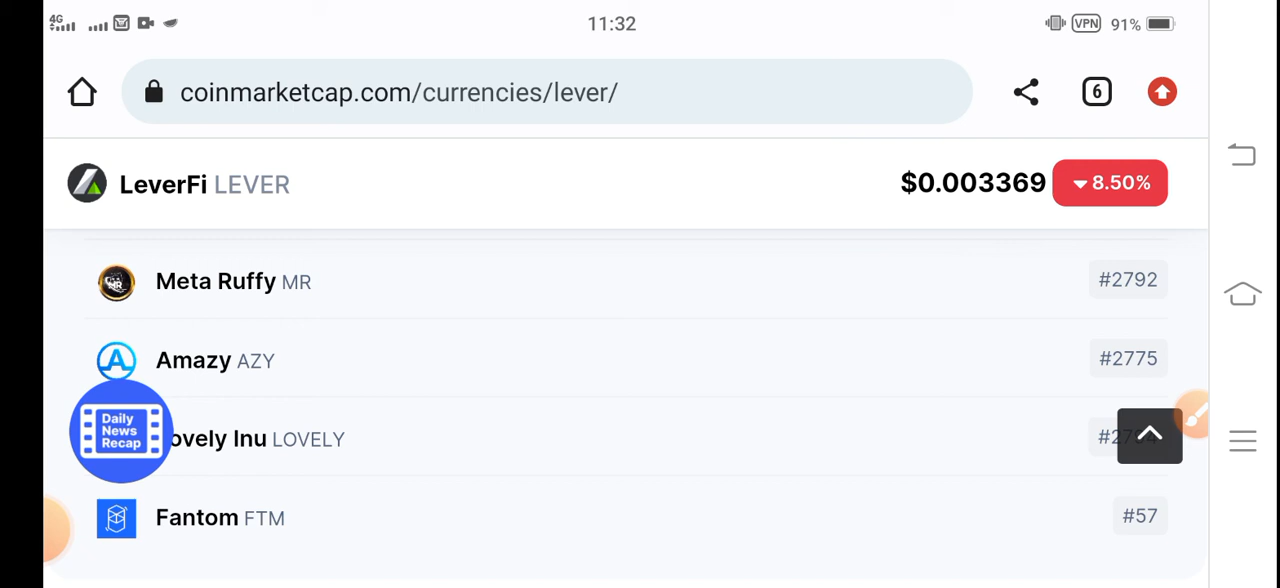 4G 11:32 VPN 91%
coinmarketcap.com/currencies/lever/ 6
LeverFi LEVER $0.003369 8.50%
Meta Ruffy MR #2792
Amazy AZY #2775
Daily
News
Recap
ovely Inu LOVELY
Fantom FTM #57